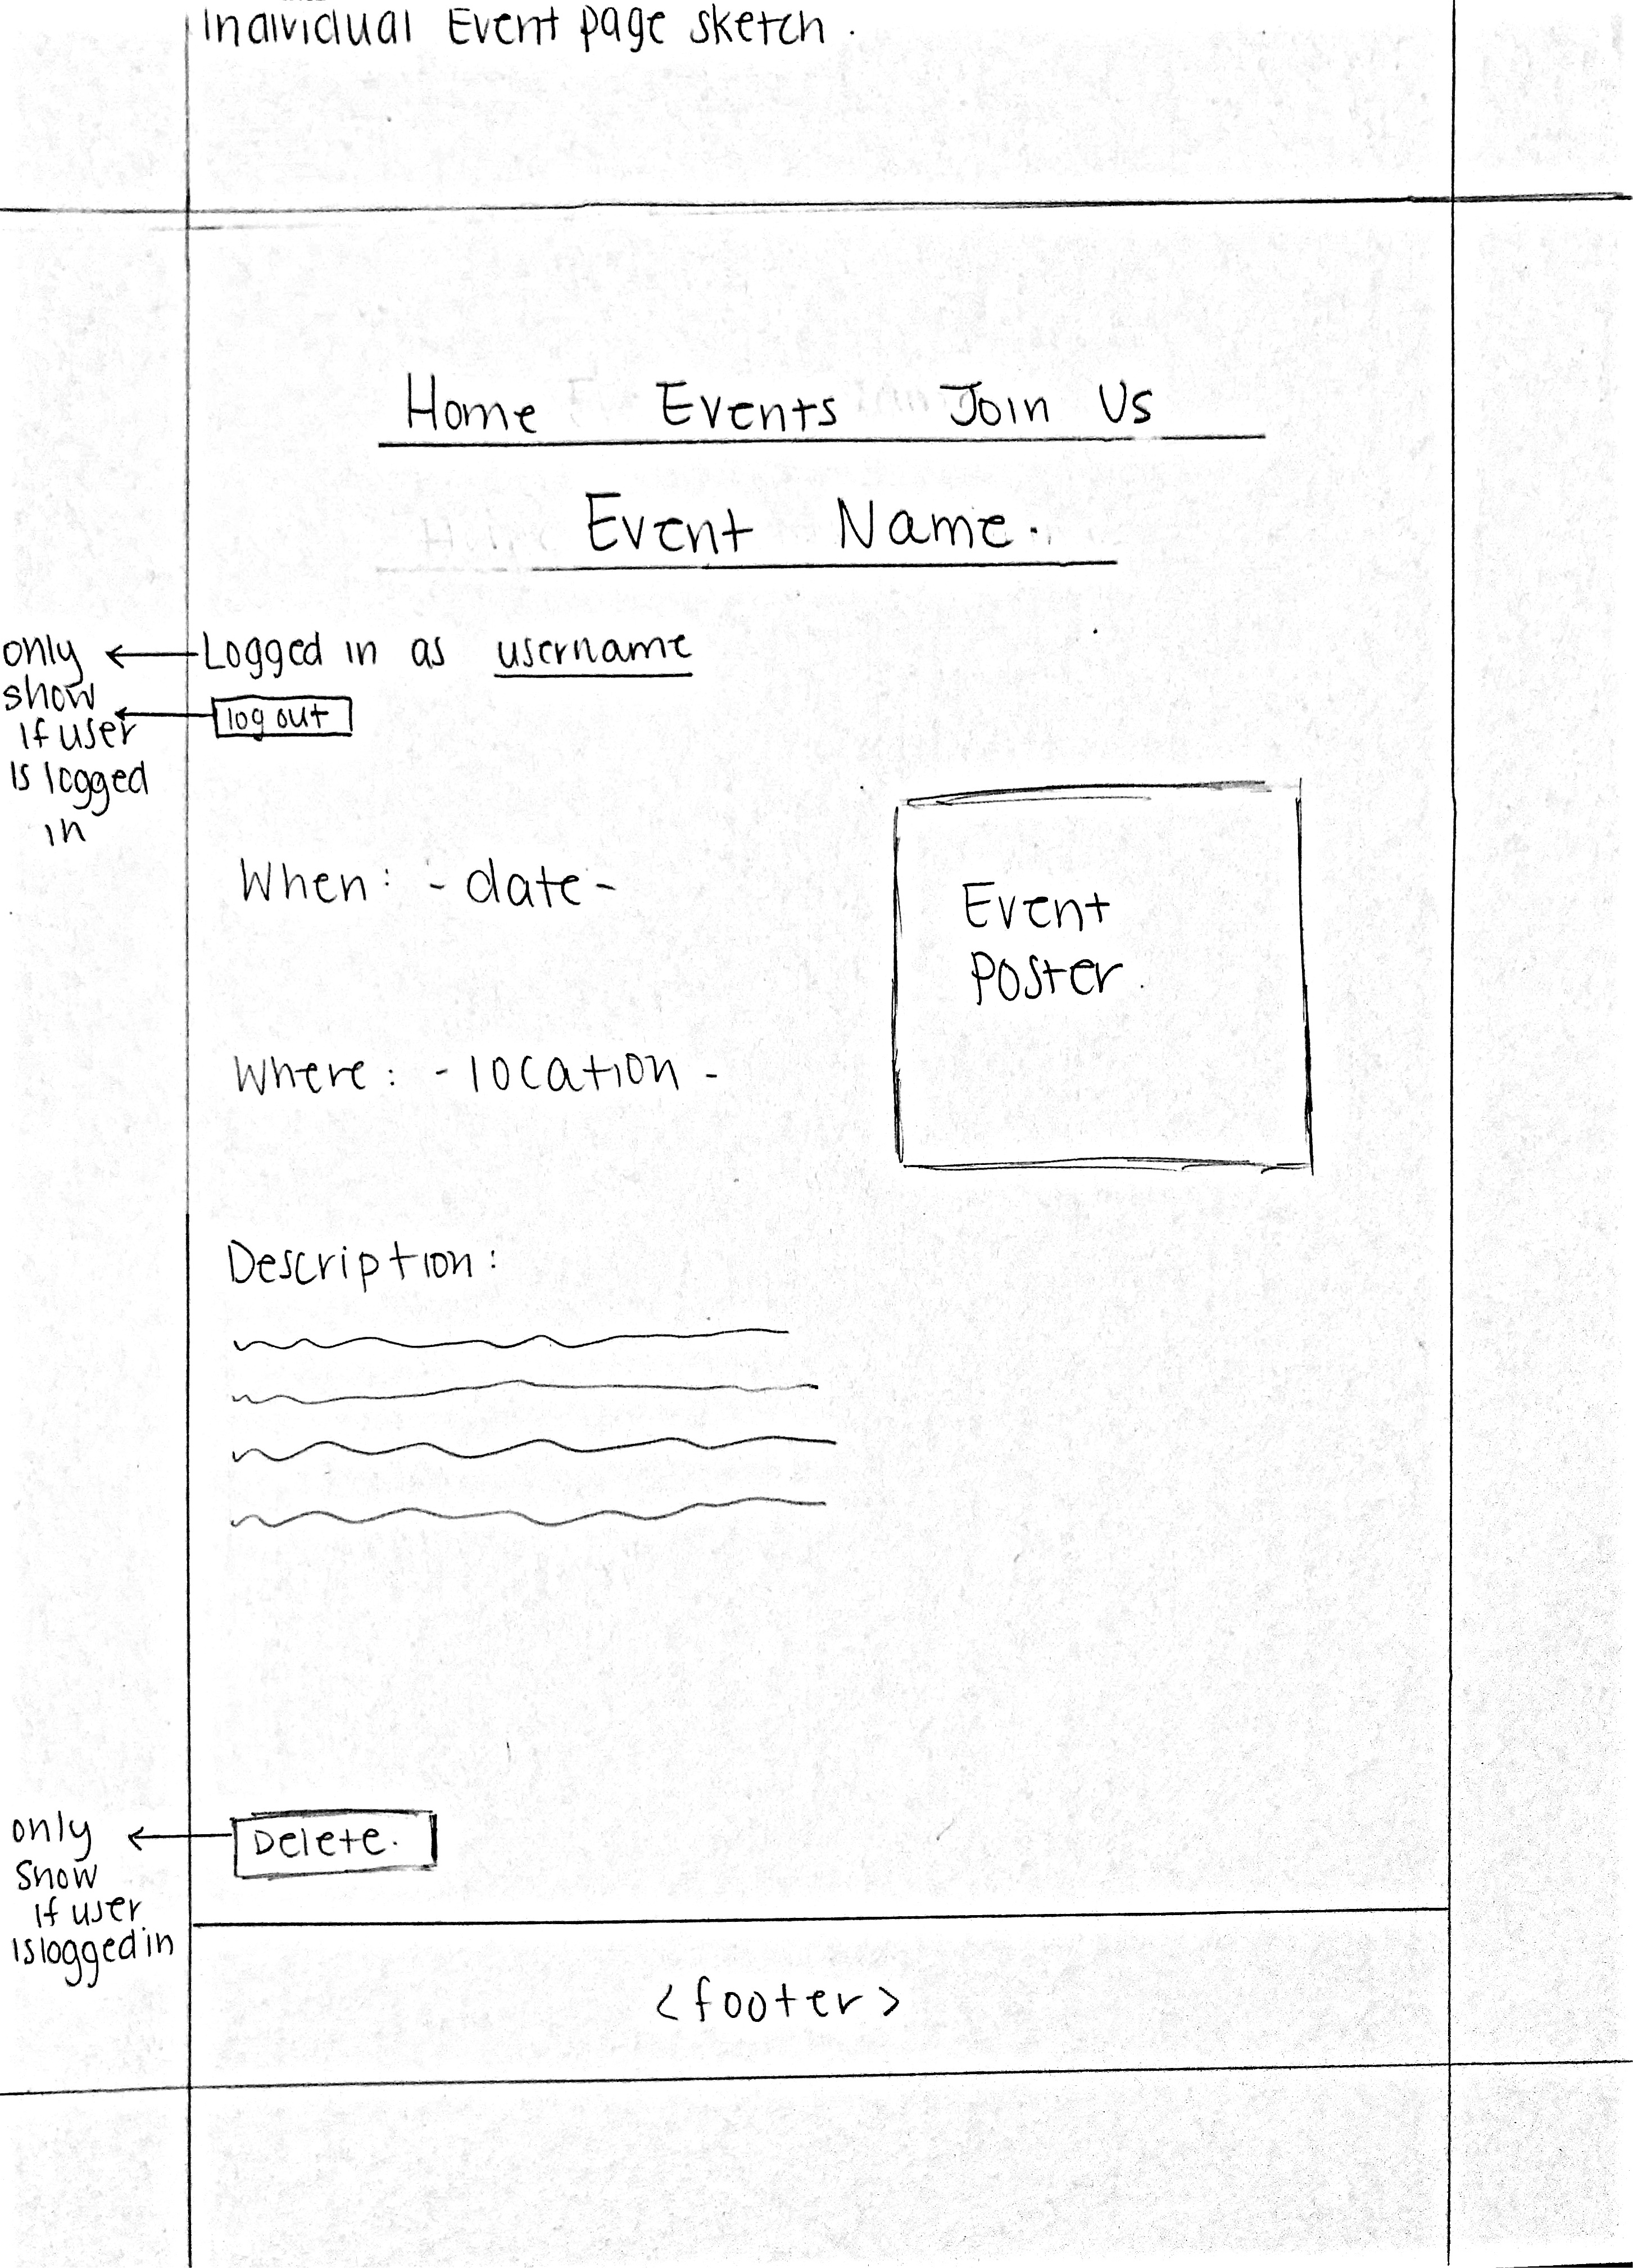 Individual Event page sketch.
Home Events Join Us
Event Name.
only
show
if user
is logged
in
Logged in as username
log out
When: - date -
Event
Poster.
Where: - location -
Description:
only
show
if user
is logged in
Delete.
<footer>